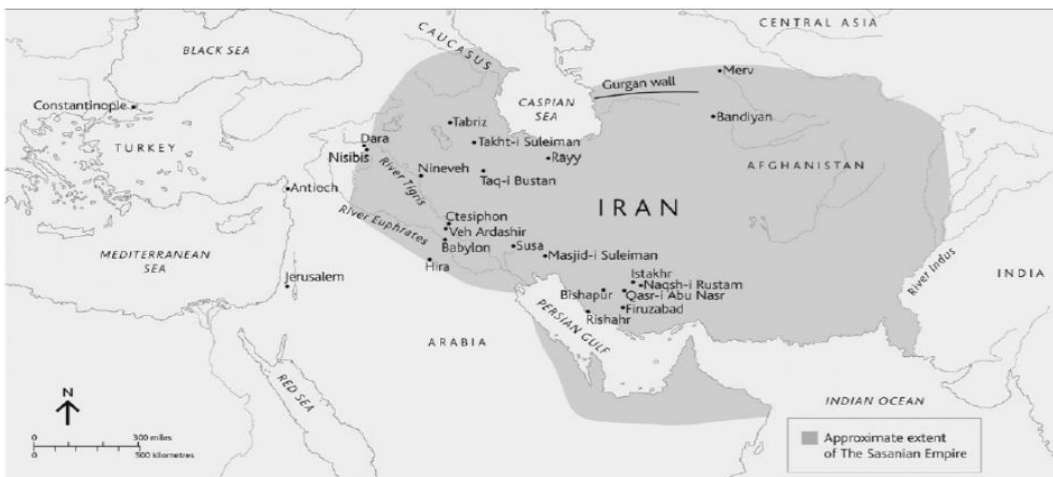 CENTRAL ASIA
CAUCASUS
BLACK SEA
Merv
Gurgan wall
Constantinople
CASPIAN
SEA
Bandiyan
Tabriz
Dara
TURKEY
Takht-i Suleiman
Nisibis
Rayy
AFGHANISTAN
Nineveh
Taq-i Bustan
River Tigris
Antioch
IRAN
Ctesiphon
River Euphrates
Veh Ardashir
Babylon
Susa
MEDITERRANEAN
SEA
Masjid-i Suleiman
Hira
River Indus
INDIA
Jerusalem
Istakhr
Naqsh-i Rustam
Bishapur
Qasr-i Abu Nasr
Firuzabad
Rishahr
PERSIAN GULF
ARABIA
RED SEA
N
INDIAN OCEAN
0 300 miles
0 500 kilometres
Approximate extent
of The Sasanian Empire